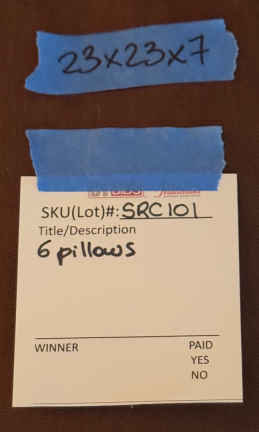 23x23x7
SKU(Lot)#: SRC101
Title/Description
6 pillows
WINNER PAID
YES
NO